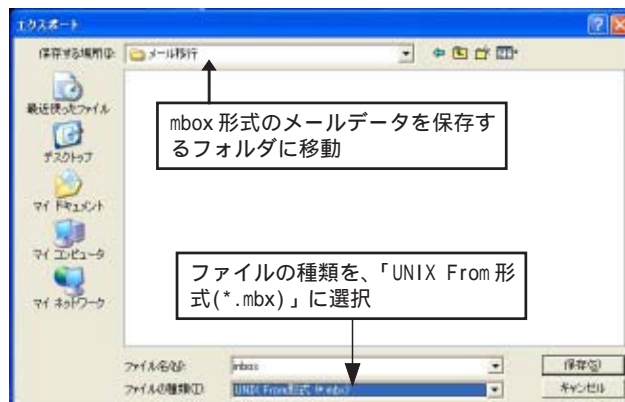 エクスポート
保存する場所(I):
メール移行
最近使ったファイル
デスクトップ
マイ ドキュメント
マイ コンピュータ
マイ ネットワーク
mbox 形式のメールデータを保存す
るフォルダに移動
ファイルの種類を、「UNIX From 形
式(*.mbx)」に選択
ファイル名(N):
inbox
保存(S)
ファイルの種類(T):
UNIX From形式(*.mbx)
キャンセル